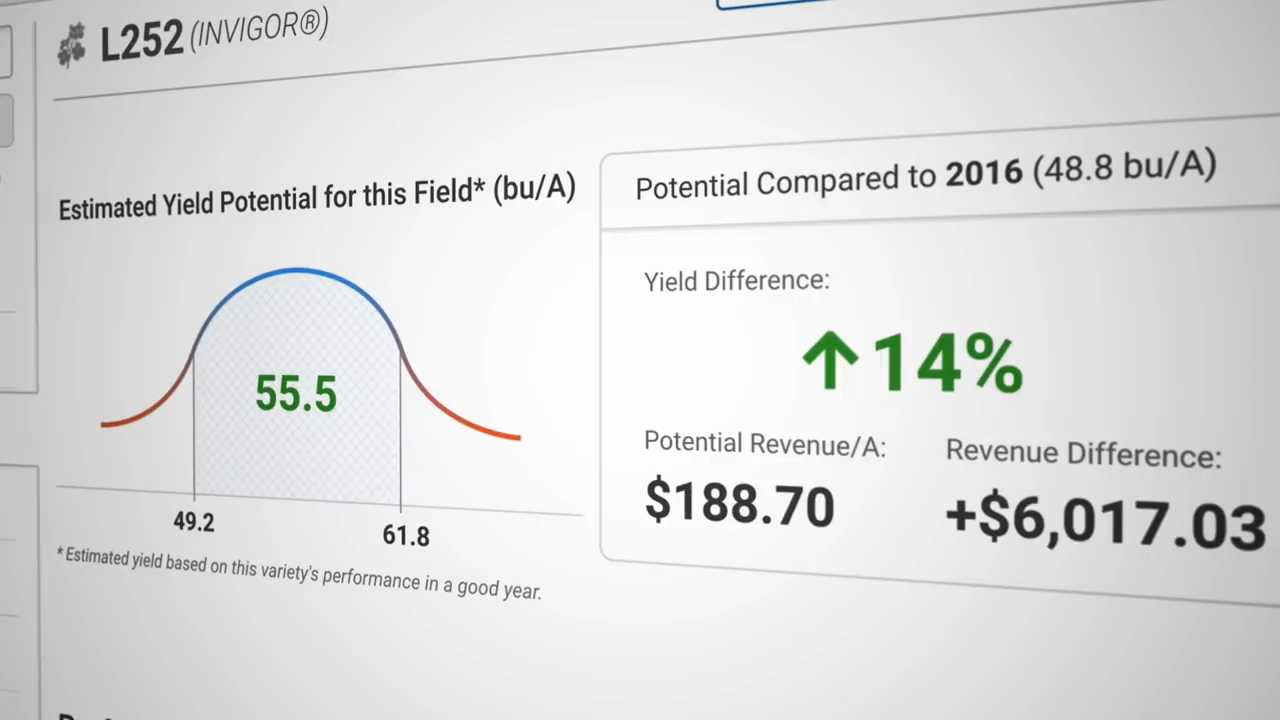 L252 (INVIGOR®)
Estimated Yield Potential for this Field* (bu/A)
55.5
49.2
61.8
* Estimated yield based on this variety's performance in a good year.
Potential Compared to 2016 (48.8 bu/A)
Yield Difference:
↑14%
Potential Revenue/A:
$188.70
Revenue Difference:
+$6,017.03